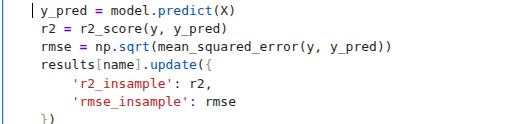 y_pred = model.predict(X)
r2 = r2_score(y, y_pred)
rmse = np.sqrt(mean_squared_error(y, y_pred))
results[name].update({
    'r2_insample': r2,
    'rmse_insample': rmse
})